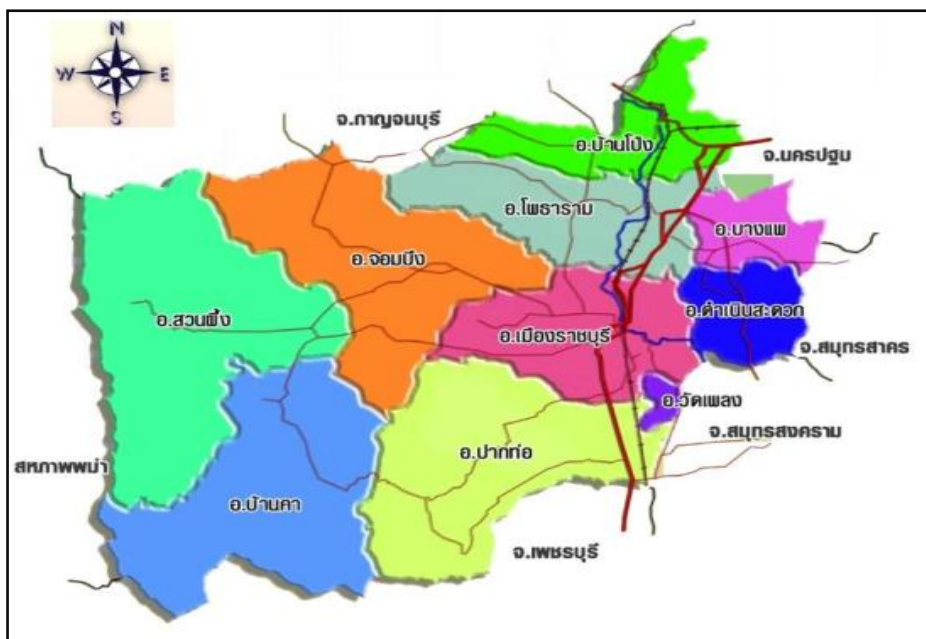 N
W E
S
จ.กาญจนบุรี
อ.บ้านโป่ง
จ.นครปฐม
อ.โพธาราม
อ.บางแพ
อ.จอมบึง
อ.สวนผึ้ง
อ.เมืองราชบุรี
อ.ดำเนินสะดวก
จ.สมุทรสาคร
อ.วัดเพลง
จ.สมุทรสงคราม
อ.ปากท่อ
สหภาพพม่า
อ.บ้านคา
จ.เพชรบุรี